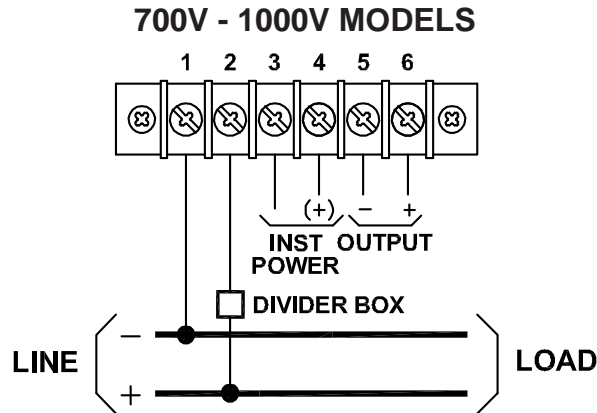 700V - 1000V MODELS
1 2 3 4 5 6
(+) - +
INST OUTPUT
POWER
DIVIDER BOX
-
LINE LOAD
+